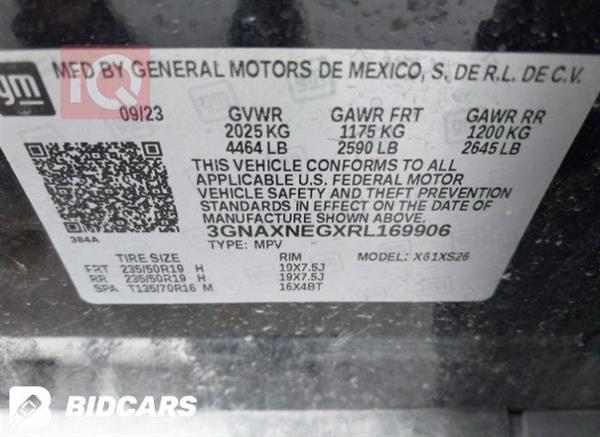 gm
IQ
MFD BY GENERAL MOTORS DE MEXICO, S. DE R.L. DE C.V.
09/23 GVWR GAWR FRT GAWR RR
2025 KG 1175 KG 1200 KG
4464 LB 2590 LB 2645 LB
THIS VEHICLE CONFORMS TO ALL
APPLICABLE U.S. FEDERAL MOTOR
VEHICLE SAFETY AND THEFT PREVENTION
STANDARDS IN EFFECT ON THE DATE OF
MANUFACTURE SHOWN ABOVE.
3GNAXNEGXRL169906
384A
TYPE: MPV MODEL: X61XS26
TIRE SIZE RIM
FRT 235/50R19 H 19X7.5J
RR 235/50R19 H 19X7.5J
SPA T135/70R16 M 16X4BT
BIDCARS